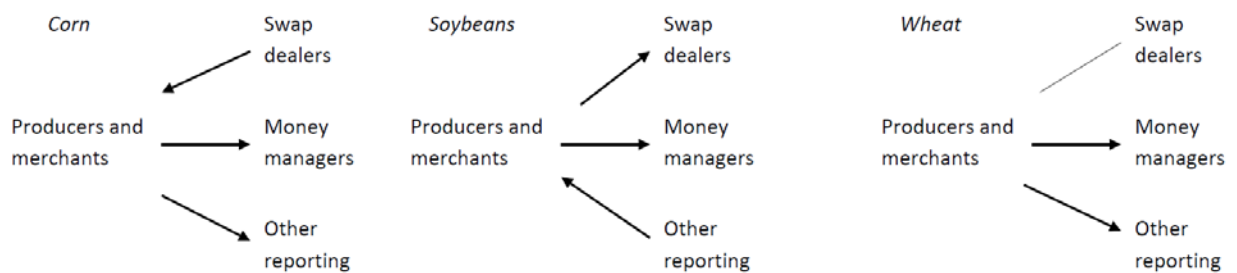 Corn
Swap
dealers
Producers and
merchants
Money
managers
Other
reporting
Soybeans
Swap
dealers
Producers and
merchants
Money
managers
Other
reporting
Wheat
Swap
dealers
Producers and
merchants
Money
managers
Other
reporting